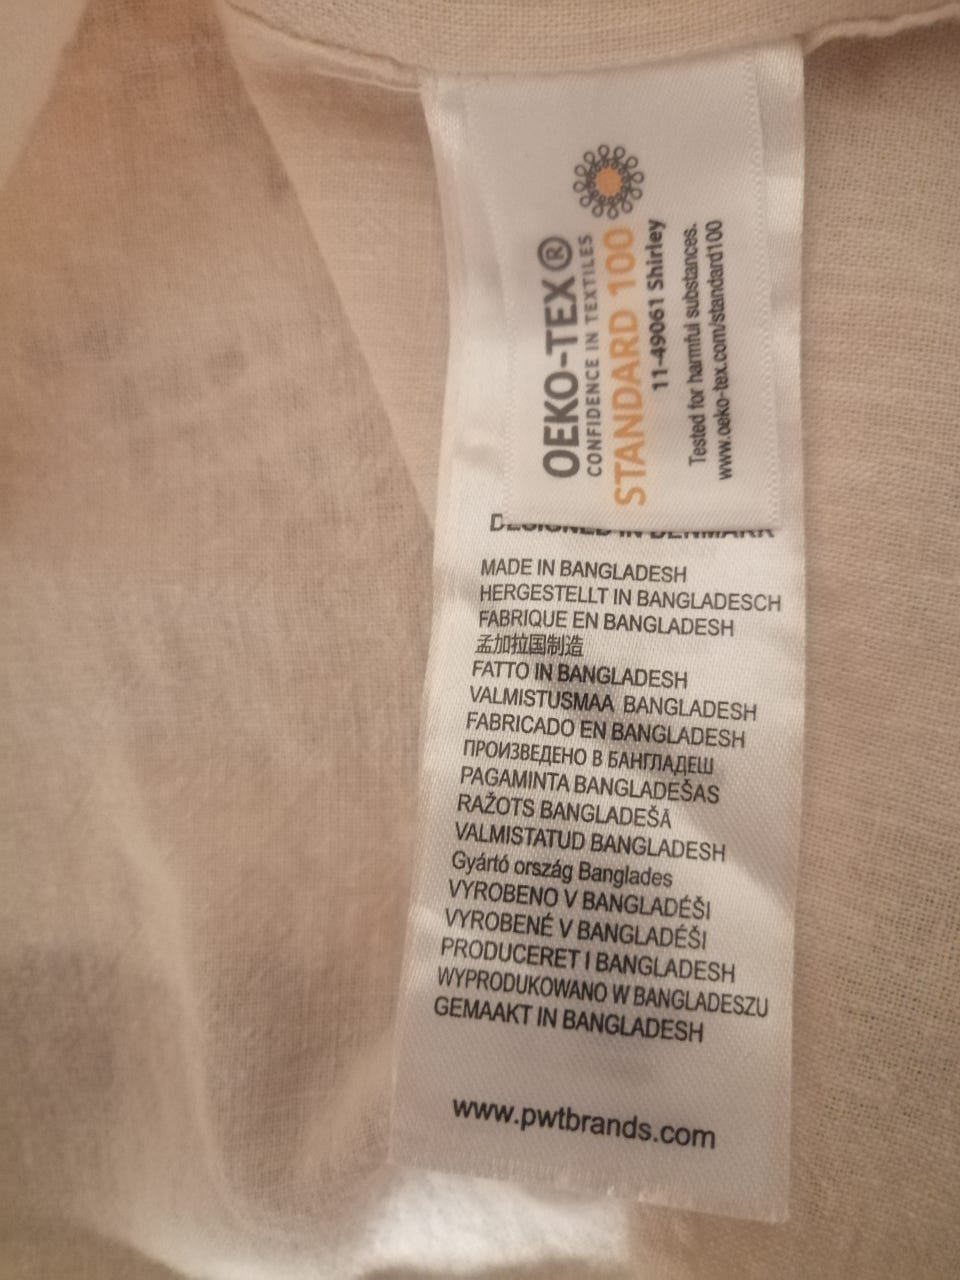 OEKO-TEX®
CONFIDENCE IN TEXTILES
STANDARD 100
11-49061 Shirley
Tested for harmful substances.
www.oeko-tex.com/standard100
DESIGNED IN DENMARK
MADE IN BANGLADESH
HERGESTELLT IN BANGLADESCH
FABRIQUE EN BANGLADESH
孟加拉国制造
FATTO IN BANGLADESH
VALMISTUSMAA BANGLADESH
FABRICADO EN BANGLADESH
ПРОИЗВЕДЕНО В БАНГЛАДЕШ
PAGAMINTA BANGLADEŠAS
RAŽOTS BANGLADEŠĀ
VALMISTATUD BANGLADESH
Gyártó ország Banglades
VYROBENO V BANGLADÉŠI
VYROBENÉ V BANGLADÉŠI
PRODUCERET I BANGLADESH
WYPRODUKOWANO W BANGLADESZU
GEMAAKT IN BANGLADESH
www.pwtbrands.com